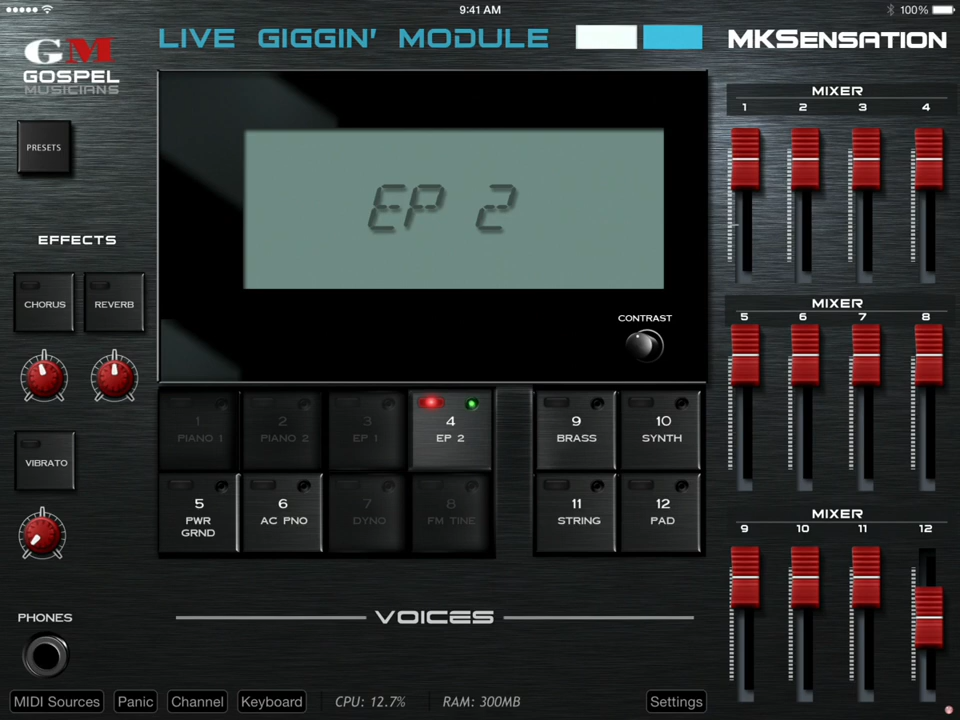 9:41 AM
100%
GM
GOSPEL
MUSICIANS
LIVE GIGGIN' MODULE
MKSENSATION
PRESETS
EP 2
CONTRAST
EFFECTS
CHORUS
REVERB
VIBRATO
PHONES
1
PIANO 1
2
PIANO 2
3
EP 1
4
EP 2
9
BRASS
10
SYNTH
5
PWR
GRND
6
AC PNO
7
DYNO
8
FM TINE
11
STRING
12
PAD
VOICES
MIXER
1 2 3 4
MIXER
5 6 7 8
MIXER
9 10 11 12
MIDI Sources
Panic
Channel
Keyboard
CPU: 12.7%
RAM: 300MB
Settings